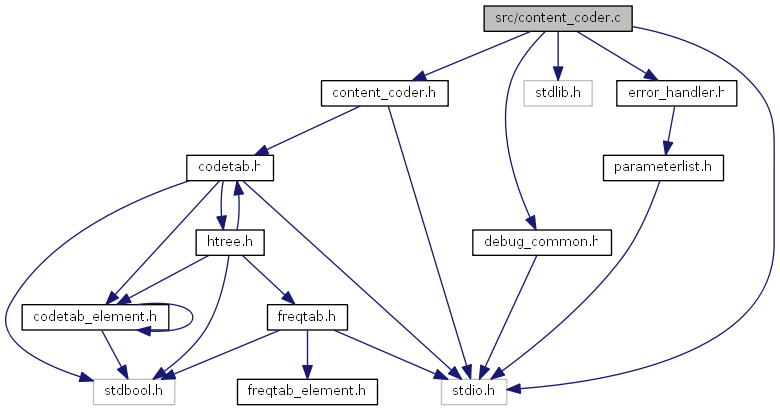 src/content_coder.c
content_coder.h
stdlib.h
error_handler.h
codetab.h
parameterlist.h
htree.h
debug_common.h
codetab_element.h
freqtab.h
stdbool.h
freqtab_element.h
stdio.h